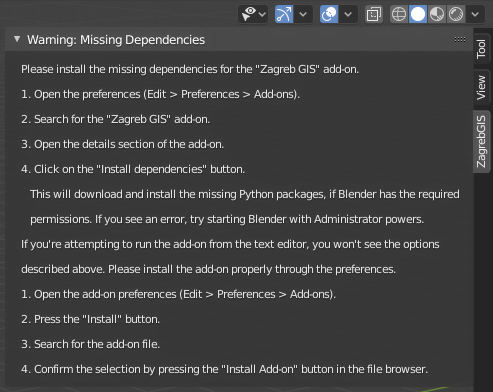 Warning: Missing Dependencies
Please install the missing dependencies for the "Zagreb GIS" add-on.
1. Open the preferences (Edit > Preferences > Add-ons).
2. Search for the "Zagreb GIS" add-on.
3. Open the details section of the add-on.
4. Click on the "Install dependencies" button.
This will download and install the missing Python packages, if Blender has the required
permissions. If you see an error, try starting Blender with Administrator powers.
If you're attempting to run the add-on from the text editor, you won't see the options
described above. Please install the add-on properly through the preferences.
1. Open the add-on preferences (Edit > Preferences > Add-ons).
2. Press the "Install" button.
3. Search for the add-on file.
4. Confirm the selection by pressing the "Install Add-on" button in the file browser.
Tool
View
ZagrebGIS